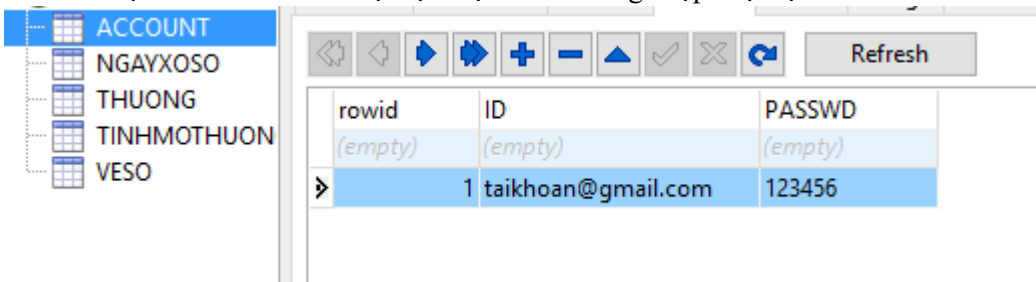 ACCOUNT
NGAYXOSO
THUONG
TINHMOTHUON
VESO
Refresh
rowid ID PASSWD
(empty) (empty) (empty)
1 taikhoan@gmail.com 123456